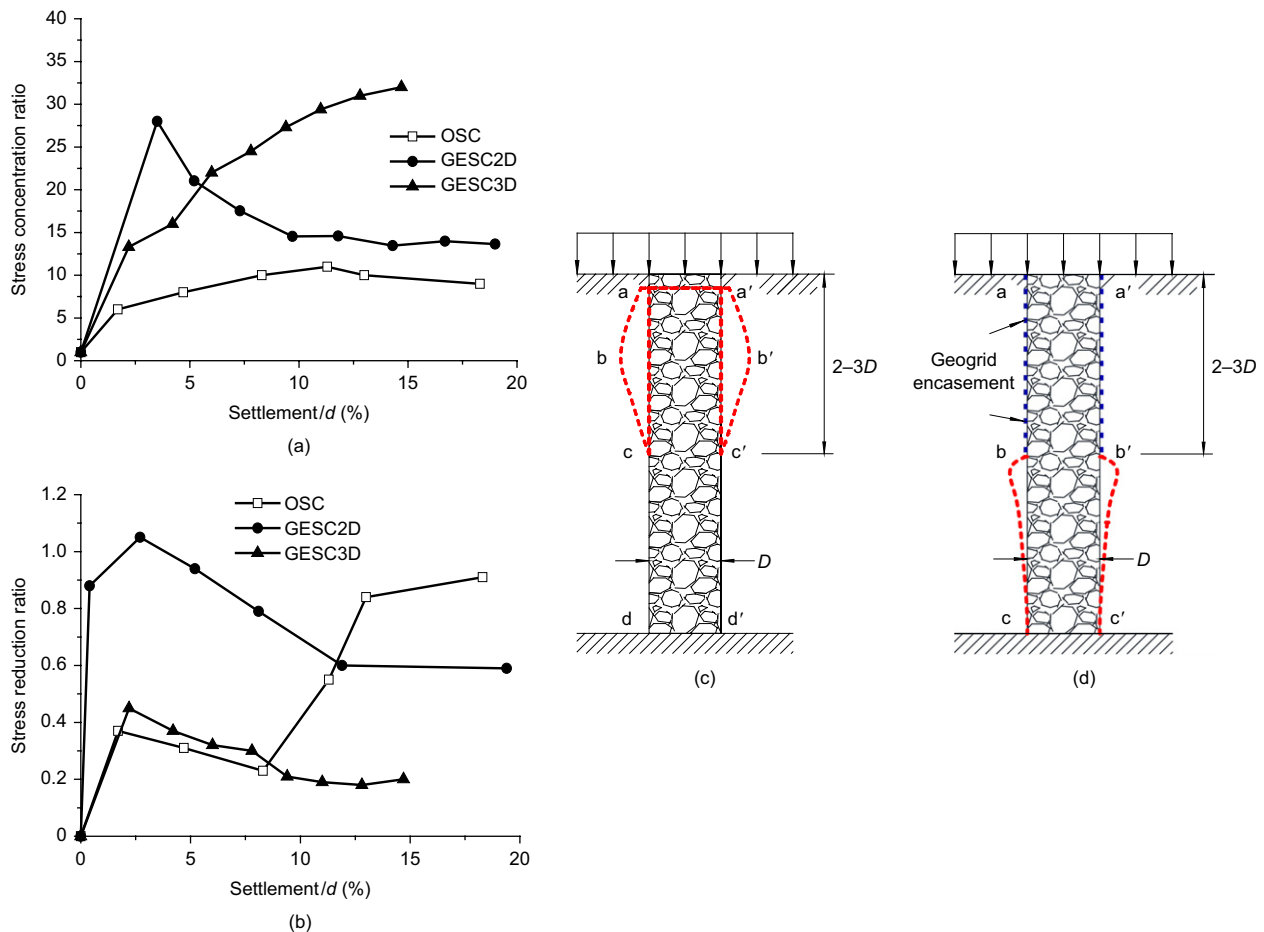 40
35
30
25
20
15
10
5
0
Stress concentration ratio
OSC
GESC2D
GESC3D
0 5 10 15 20
Settlement/d (%)
(a)
1.2
1.0
0.8
0.6
0.4
0.2
0
Stress reduction ratio
OSC
GESC2D
GESC3D
0 5 10 15 20
Settlement/d (%)
(b)
a a′
b b′
2–3D
c c′
D
d d′
(c)
a a′
Geogrid
encasement
2–3D
b b′
D
c c′
(d)